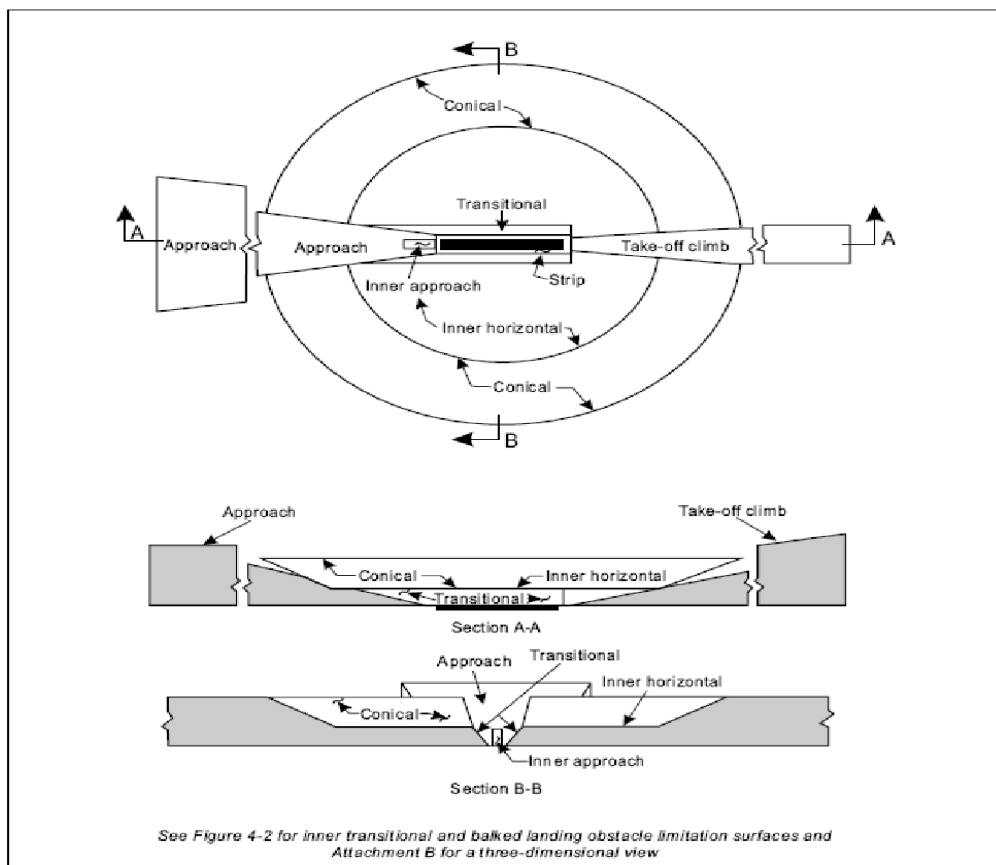 B
Conical
Transitional
A
Approach
Approach
Take-off climb
A
Inner approach
Strip
Inner horizontal
Conical
B
Approach
Take-off climb
Conical
Inner horizontal
Transitional
Section A-A
Approach
Transitional
Inner horizontal
Conical
Inner approach
Section B-B
See Figure 4-2 for inner transitional and balked landing obstacle limitation surfaces and
Attachment B for a three-dimensional view